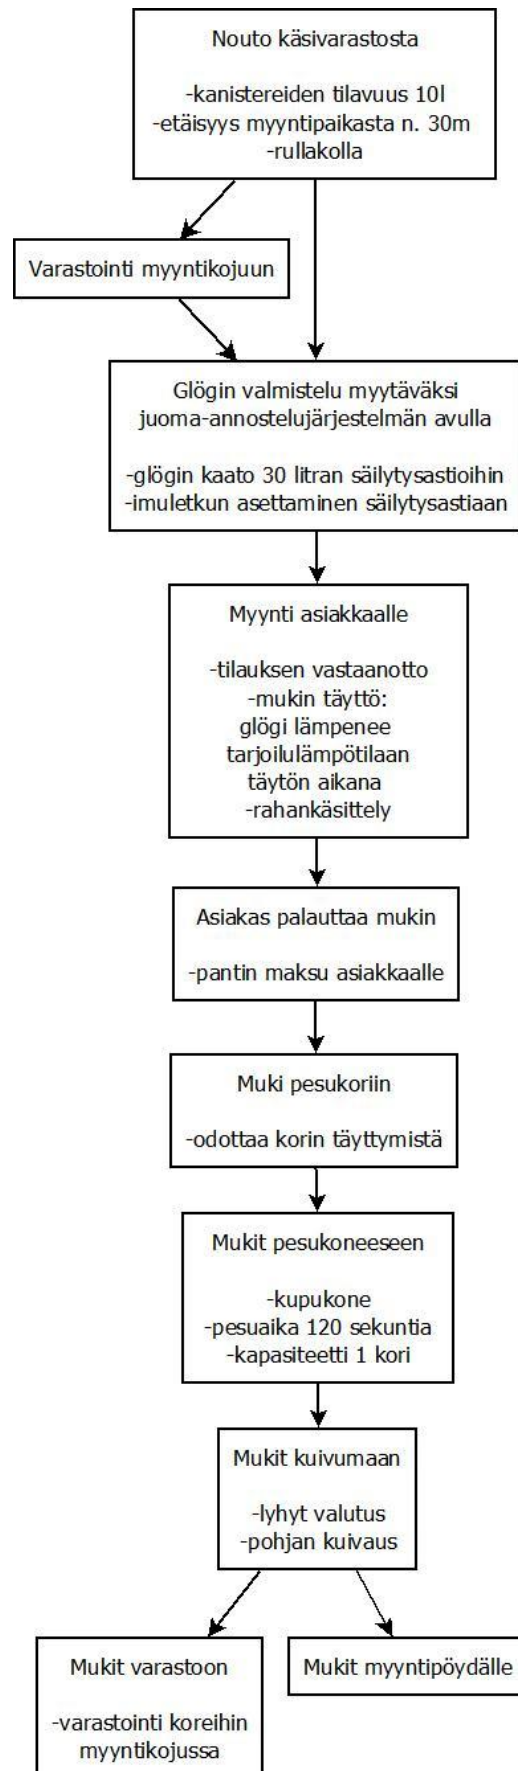 Nouto käsivarastosta
-kanistereiden tilavuus 10l
-etäisyys myyntipaikasta n. 30m
-rullakolla
Varastointi myyntikojuun
Glögin valmistelu myytäväksi
juoma-annostelujärjestelmän avulla
-glögin kaato 30 litran säilytysastioihin
-imuletkun asettaminen säilytysastiaan
Myynti asiakkaalle
-tilauksen vastaanotto
-mukin täyttö:
glögi lämpenee
tarjoilulämpötilaan
täytön aikana
-rahankäsittely
Asiakas palauttaa mukin
-pantin maksu asiakkaalle
Muki pesukoriin
-odottaa korin täyttymistä
Mukit pesukoneeseen
-kupukone
-pesuaika 120 sekuntia
-kapasiteetti 1 kori
Mukit kuivumaan
-lyhyt valutus
-pohjan kuivaus
Mukit varastoon
-varastointi koreihin
myyntikojussa
Mukit myyntipöydälle